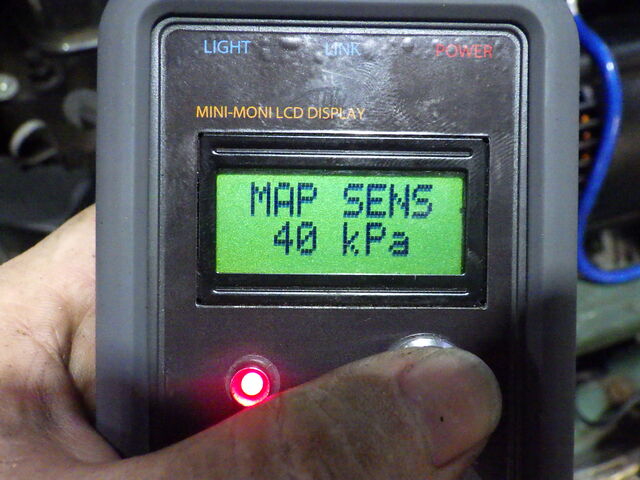 LIGHT LINK POWER
MINI-MONI LCD DISPLAY
MAP SENS
40 kPa